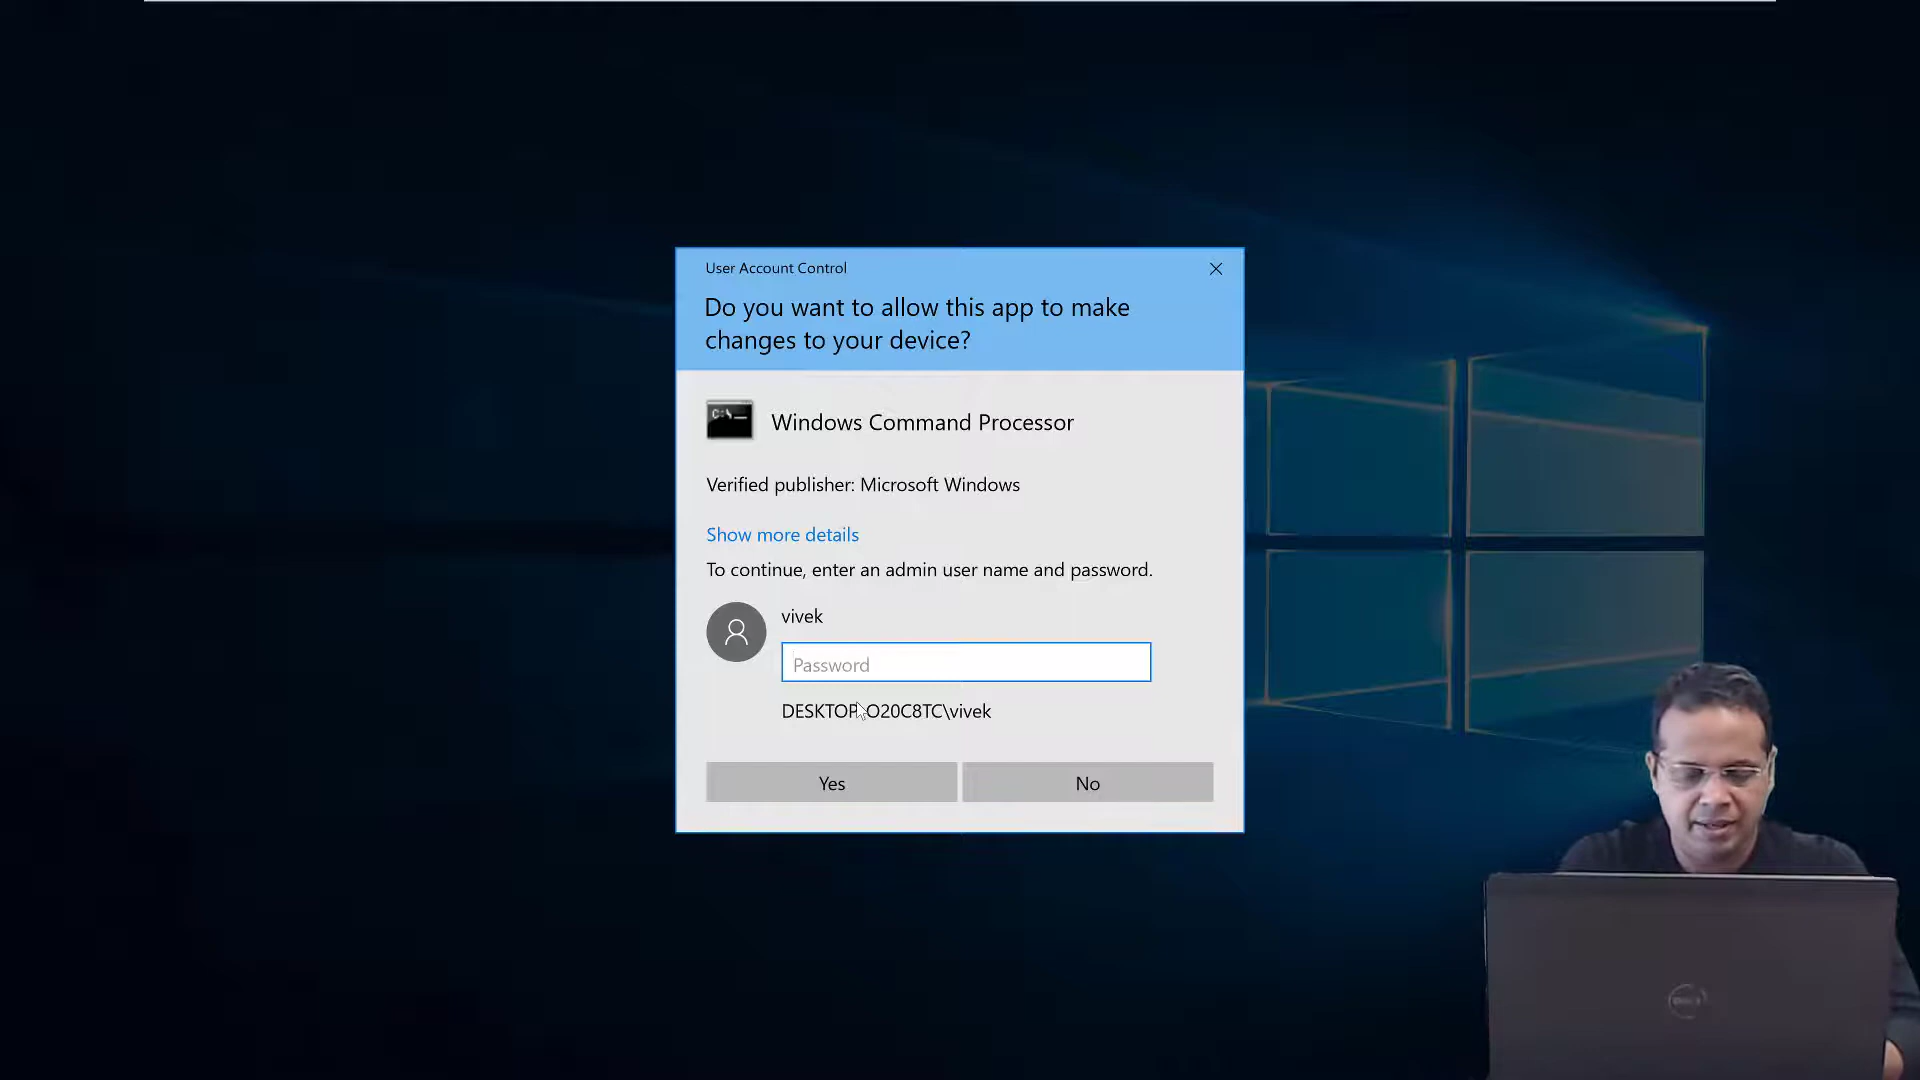 User Account Control
Do you want to allow this app to make
changes to your device?
C:\
Windows Command Processor
Verified publisher: Microsoft Windows
Show more details
To continue, enter an admin user name and password.
vivek
Password
DESKTOP-O20C8TC\vivek
Yes
No
DELL